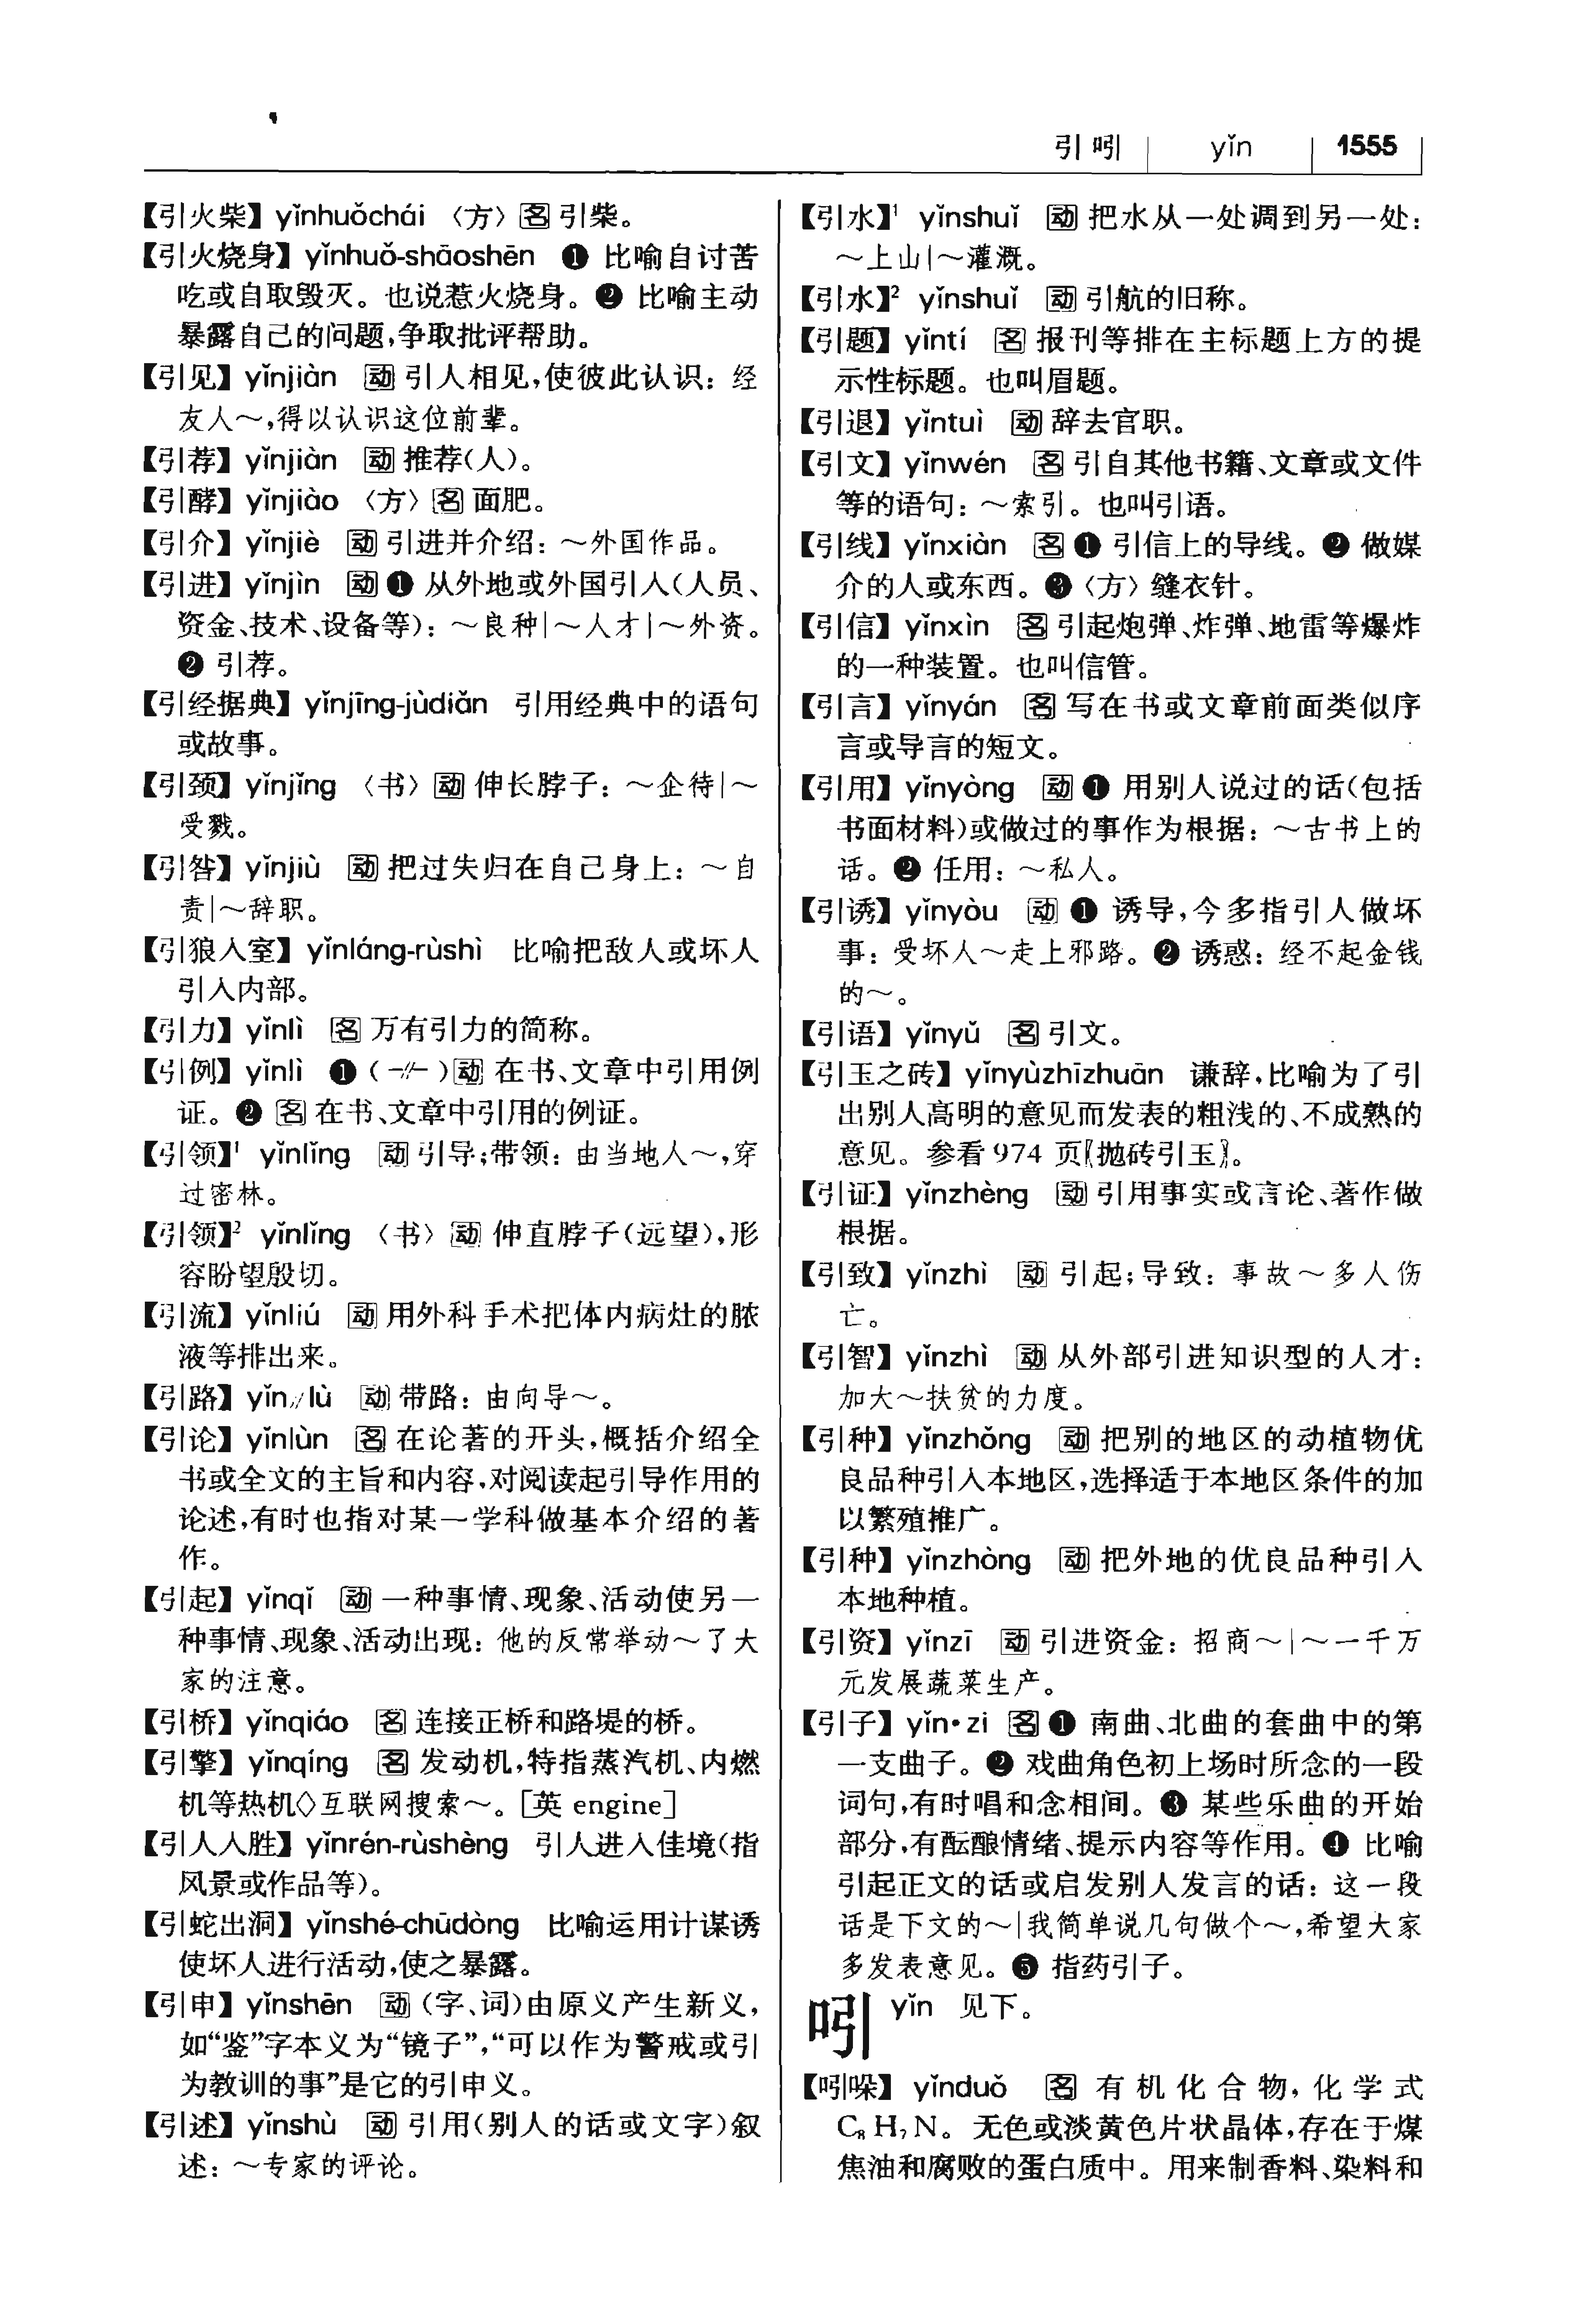 引 吲 yǐn 1555
【引火柴】 yǐnhuǒchái 〈方〉 名 引柴。
【引火烧身】 yǐnhuǒ-shāoshēn ❶ 比喻自讨苦
吃或自取毁灭。也说惹火烧身。❷ 比喻主动
暴露自己的问题,争取批评帮助。
【引见】 yǐnjiàn 动 引人相见,使彼此认识：经
友人～,得以认识这位前辈。
【引荐】 yǐnjiàn 动 推荐(人)。
【引酵】 yǐnjiào 〈方〉 名 面肥。
【引介】 yǐnjiè 动 引进并介绍：～外国作品。
【引进】 yǐnjìn 动 ❶ 从外地或外国引入(人员、
资金、技术、设备等)：～良种|～人才|～外资。
❷ 引荐。
【引经据典】 yǐnjīng-jùdiǎn 引用经典中的语句
或故事。
【引颈】 yǐnjǐng 〈书〉 动 伸长脖子：～企待|～
受戮。
【引咎】 yǐnjiù 动 把过失归在自己身上：～自
责|～辞职。
【引狼入室】 yǐnláng-rùshì 比喻把敌人或坏人
引入内部。
【引力】 yǐnlì 名 万有引力的简称。
【引例】 yǐnlì ❶ (-//-) 动 在书、文章中引用例
证。❷ 名 在书、文章中引用的例证。
【引领】¹ yǐnlǐng 动 引导;带领：由当地人～,穿
过密林。
【引领】² yǐnlǐng 〈书〉 动 伸直脖子(远望),形
容盼望殷切。
【引流】 yǐnliú 动 用外科手术把体内病灶的脓
液等排出来。
【引路】 yǐn//lù 动 带路：由向导～。
【引论】 yǐnlùn 名 在论著的开头,概括介绍全
书或全文的主旨和内容,对阅读起引导作用的
论述,有时也指对某一学科做基本介绍的著
作。
【引起】 yǐnqǐ 动 一种事情、现象、活动使另一
种事情、现象、活动出现：他的反常举动～了大
家的注意。
【引桥】 yǐnqiáo 名 连接正桥和路堤的桥。
【引擎】 yǐnqíng 名 发动机,特指蒸汽机、内燃
机等热机◇互联网搜索～。[英 engine]
【引人入胜】 yǐnrén-rùshèng 引人进入佳境(指
风景或作品等)。
【引蛇出洞】 yǐnshé-chūdòng 比喻运用计谋诱
使坏人进行活动,使之暴露。
【引申】 yǐnshēn 动 (字、词)由原义产生新义,
如“鉴”字本义为“镜子”,“可以作为警戒或引
为教训的事”是它的引申义。
【引述】 yǐnshù 动 引用(别人的话或文字)叙
述：～专家的评论。
【引水】¹ yǐnshuǐ 动 把水从一处调到另一处：
～上山|～灌溉。
【引水】² yǐnshuǐ 动 引航的旧称。
【引题】 yǐntí 名 报刊等排在主标题上方的提
示性标题。也叫眉题。
【引退】 yǐntuì 动 辞去官职。
【引文】 yǐnwén 名 引自其他书籍、文章或文件
等的语句：～索引。也叫引语。
【引线】 yǐnxiàn 名 ❶ 引信上的导线。❷ 做媒
介的人或东西。❸ 〈方〉 缝衣针。
【引信】 yǐnxìn 名 引起炮弹、炸弹、地雷等爆炸
的一种装置。也叫信管。
【引言】 yǐnyán 名 写在书或文章前面类似序
言或导言的短文。
【引用】 yǐnyòng 动 ❶ 用别人说过的话(包括
书面材料)或做过的事作为根据：～古书上的
话。❷ 任用：～私人。
【引诱】 yǐnyòu 动 ❶ 诱导,今多指引人做坏
事：受坏人～走上邪路。❷ 诱惑：经不起金钱
的～。
【引语】 yǐnyǔ 名 引文。
【引玉之砖】 yǐnyùzhīzhuān 谦辞,比喻为了引
出别人高明的意见而发表的粗浅的、不成熟的
意见。参看 974 页〖抛砖引玉〗。
【引证】 yǐnzhèng 动 引用事实或言论、著作做
根据。
【引致】 yǐnzhì 动 引起;导致：事故～多人伤
亡。
【引智】 yǐnzhì 动 从外部引进知识型的人才：
加大～扶贫的力度。
【引种】 yǐnzhǒng 动 把别的地区的动植物优
良品种引入本地区,选择适于本地区条件的加
以繁殖推广。
【引种】 yǐnzhòng 动 把外地的优良品种引入
本地种植。
【引资】 yǐnzī 动 引进资金：招商～|～一千万
元发展蔬菜生产。
【引子】 yǐn·zi 名 ❶ 南曲、北曲的套曲中的第
一支曲子。❷ 戏曲角色初上场时所念的一段
词句,有时唱和念相间。❸ 某些乐曲的开始
部分,有酝酿情绪、提示内容等作用。❹ 比喻
引起正文的话或启发别人发言的话：这一段
话是下文的～|我简单说几句做个～,希望大家
多发表意见。❺ 指药引子。
吲 yǐn 见下。
【吲哚】 yǐnduǒ 名 有机化合物,化学式
C₈H₇N。无色或淡黄色片状晶体,存在于煤
焦油和腐败的蛋白质中。用来制香料、染料和